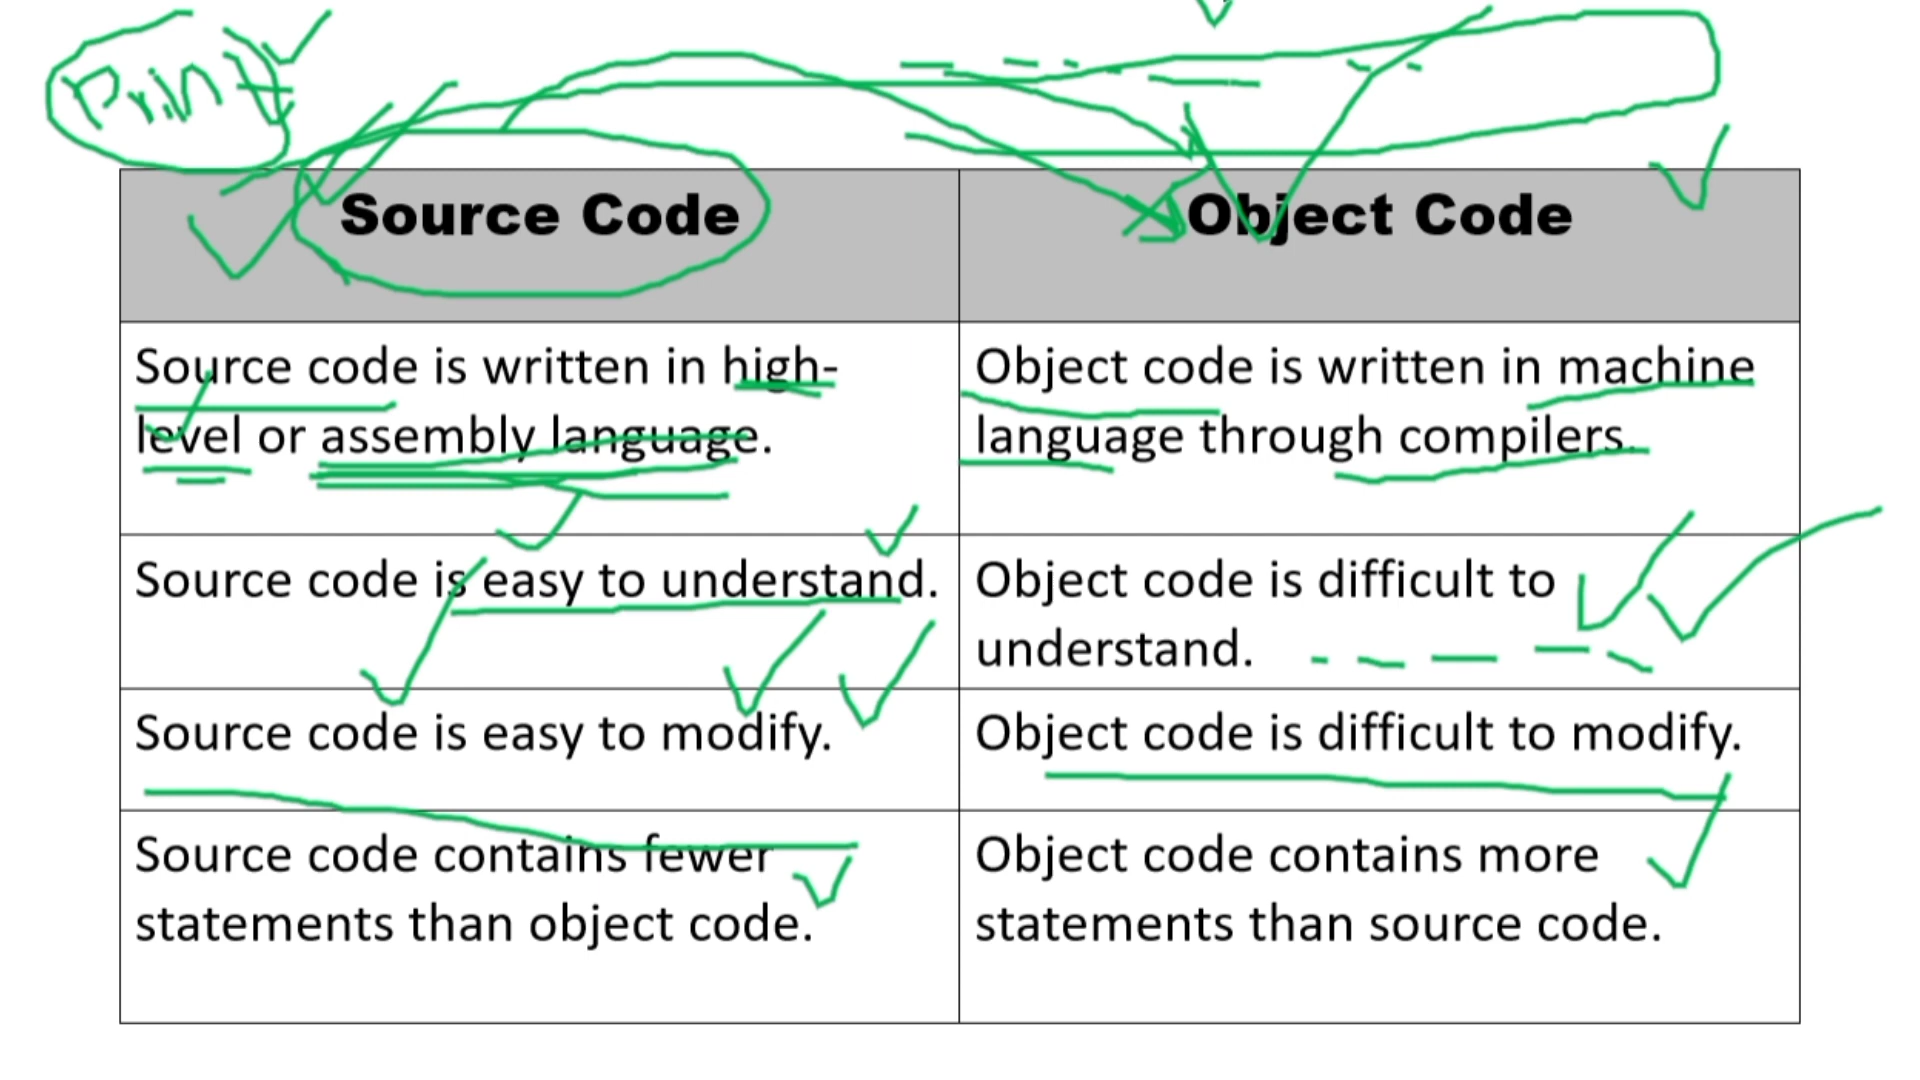 Print
Source Code
Object Code
Source code is written in high-
level or assembly language.
Object code is written in machine
language through compilers.
Source code is easy to understand.
Object code is difficult to
understand.
Source code is easy to modify.
Object code is difficult to modify.
Source code contains fewer
statements than object code.
Object code contains more
statements than source code.